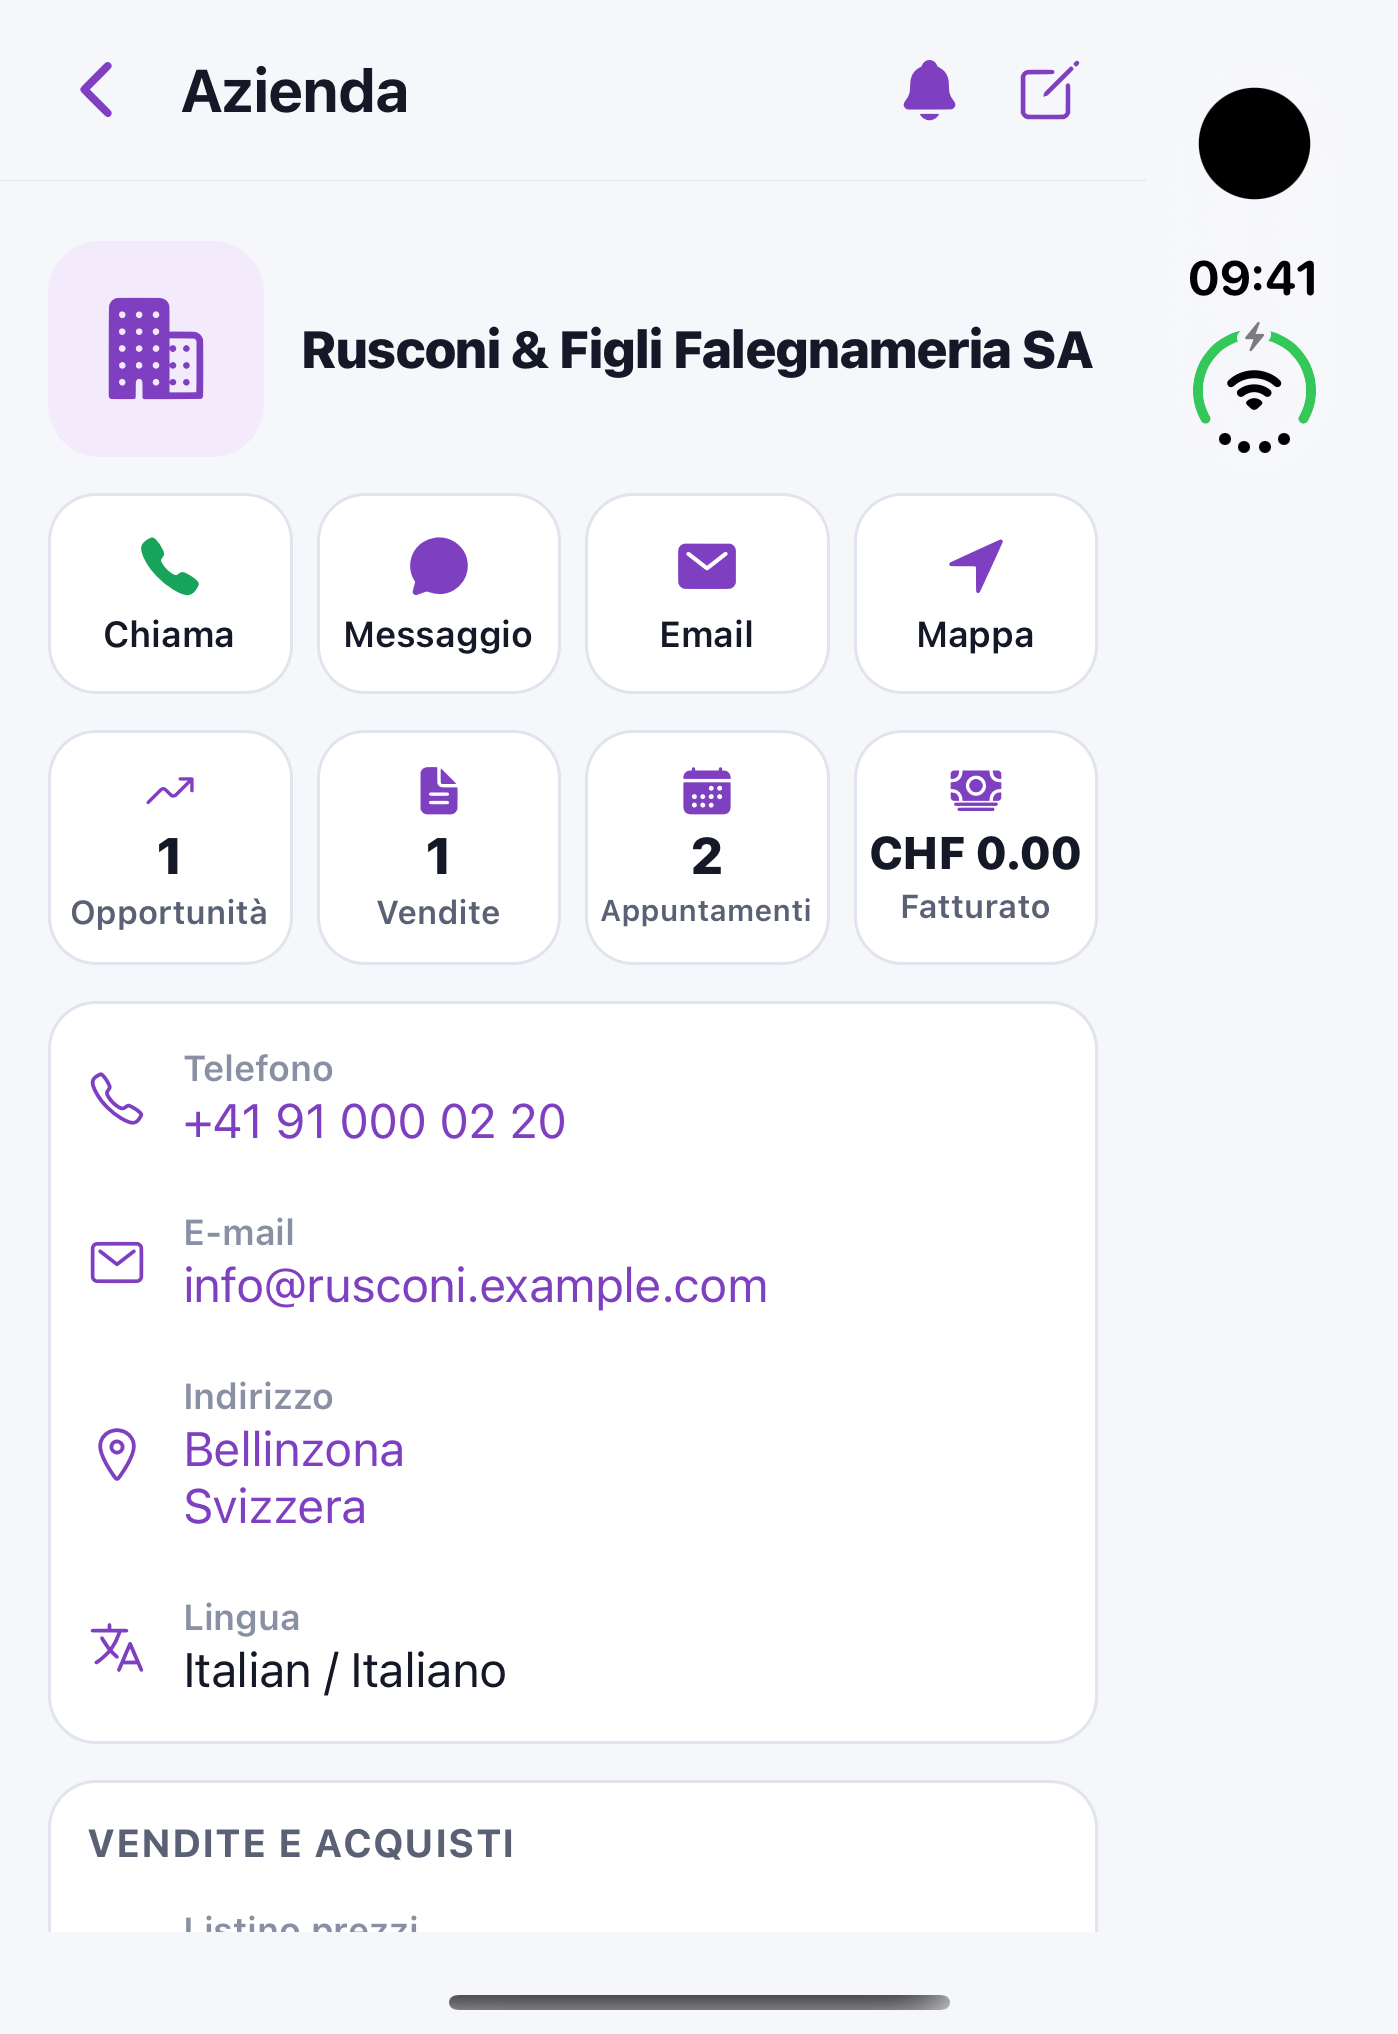 Azienda
09:41
Rusconi & Figli Falegnameria SA
Chiama
Messaggio
Email
Mappa
1
Opportunità
1
Vendite
2
Appuntamenti
CHF 0.00
Fatturato
Telefono
+41 91 000 02 20
E-mail
info@rusconi.example.com
Indirizzo
Bellinzona
Svizzera
Lingua
Italian / Italiano
VENDITE E ACQUISTI
Listino prezzi